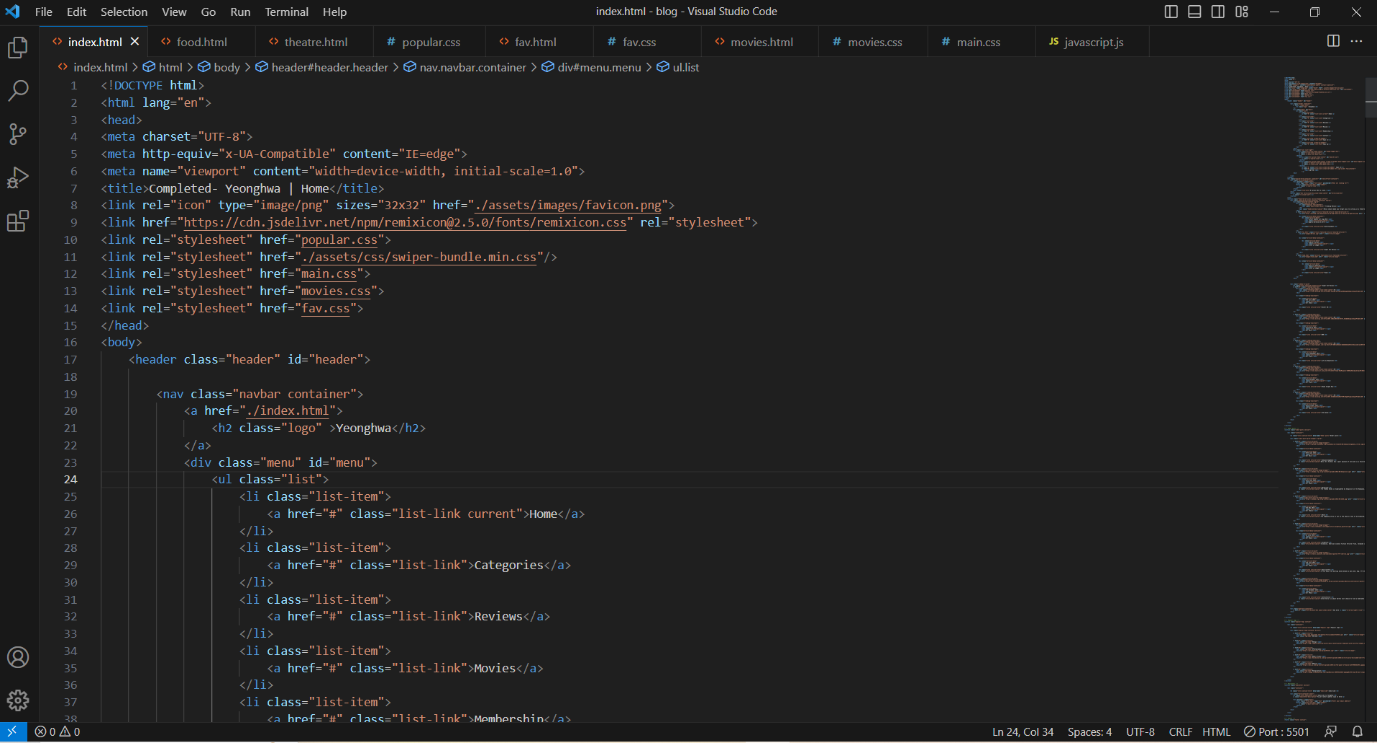 File Edit Selection View Go Run Terminal Help
index.html - blog - Visual Studio Code
index.html food.html theatre.html popular.css fav.html fav.css movies.html movies.css main.css JS javascript.js
index.html > html > body > header#header.header > nav.navbar.container > div#menu.menu > ul.list
1 <!DOCTYPE html>
2 <html lang="en">
3 <head>
4 <meta charset="UTF-8">
5 <meta http-equiv="x-UA-Compatible" content="IE=edge">
6 <meta name="viewport" content="width=device-width, initial-scale=1.0">
7 <title>Completed- Yeonghwa | Home</title>
8 <link rel="icon" type="image/png" sizes="32x32" href="./assets/images/favicon.png">
9 <link href="https://cdn.jsdelivr.net/npm/remixicon@2.5.0/fonts/remixicon.css" rel="stylesheet">
10 <link rel="stylesheet" href="popular.css">
11 <link rel="stylesheet" href="./assets/css/swiper-bundle.min.css"/>
12 <link rel="stylesheet" href="main.css">
13 <link rel="stylesheet" href="movies.css">
14 <link rel="stylesheet" href="fav.css">
15 </head>
16 <body>
17 <header class="header" id="header">
18
19 <nav class="navbar container">
20 <a href="./index.html">
21 <h2 class="logo" >Yeonghwa</h2>
22 </a>
23 <div class="menu" id="menu">
24 <ul class="list">
25 <li class="list-item">
26 <a href="#" class="list-link current">Home</a>
27 </li>
28 <li class="list-item">
29 <a href="#" class="list-link">Categories</a>
30 </li>
31 <li class="list-item">
32 <a href="#" class="list-link">Reviews</a>
33 </li>
34 <li class="list-item">
35 <a href="#" class="list-link">Movies</a>
36 </li>
37 <li class="list-item">
38 <a href="#" class="list-link">Membership</a>
0 0 Ln 24, Col 34 Spaces: 4 UTF-8 CRLF HTML Port : 5501